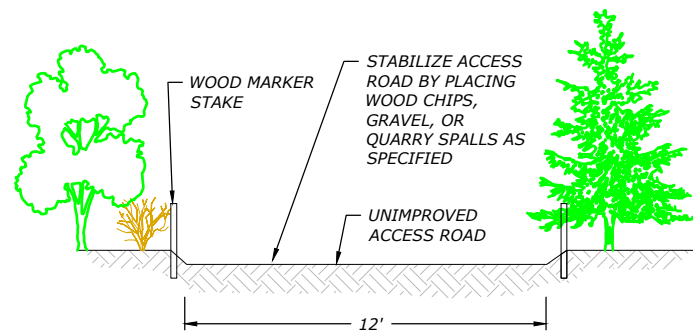 WOOD MARKER
STAKE
STABILIZE ACCESS
ROAD BY PLACING
WOOD CHIPS,
GRAVEL, OR
QUARRY SPALLS AS
SPECIFIED
UNIMPROVED
ACCESS ROAD
12'